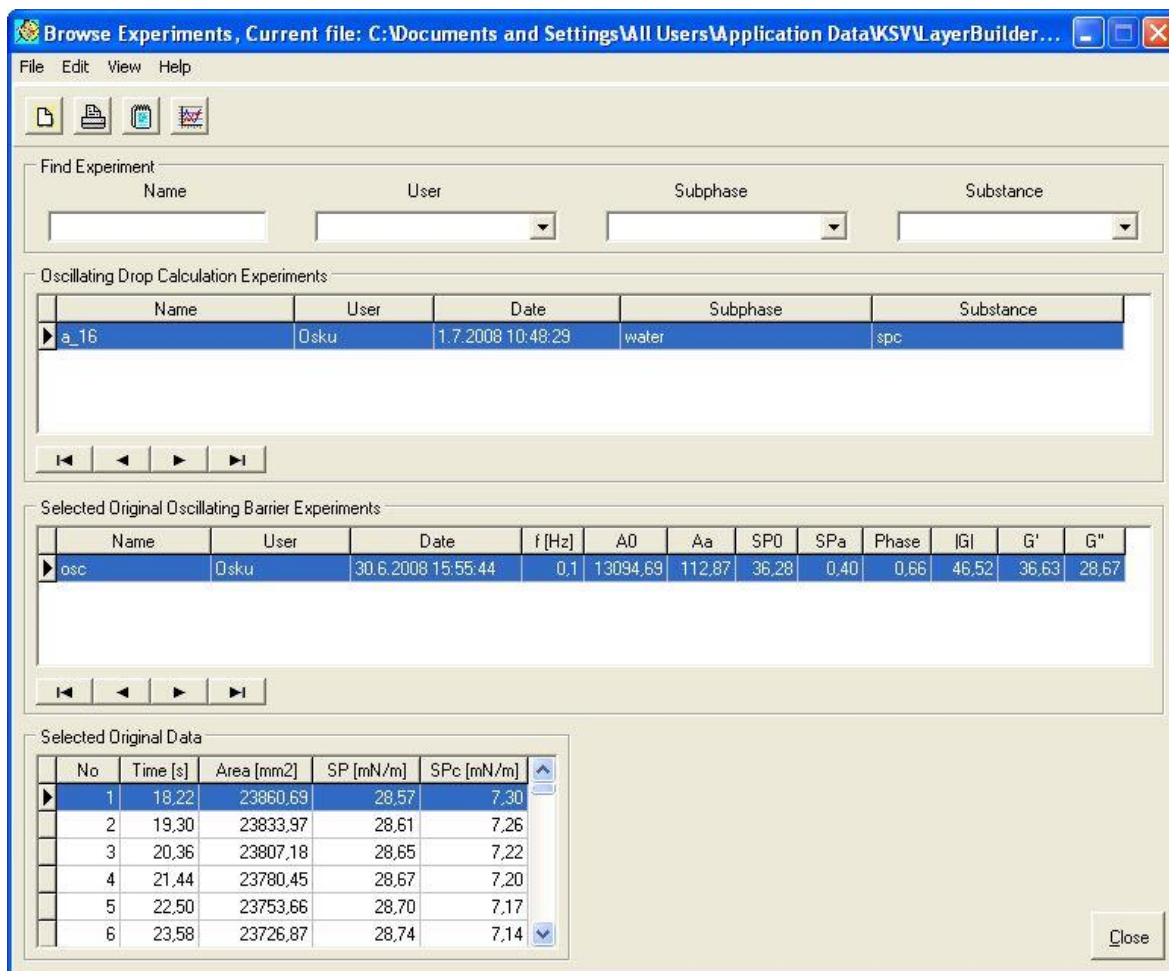 Browse Experiments, Current file: C:\Documents and Settings\All Users\Application Data\KSV\LayerBuilder...
File Edit View Help
Find Experiment
Name User Subphase Substance
Oscillating Drop Calculation Experiments
Name User Date Subphase Substance
a_16 Osku 1.7.2008 10:48:29 water spc
Selected Original Oscillating Barrier Experiments
Name User Date f [Hz] A0 Aa SP0 SPa Phase |G| G' G"
osc Osku 30.6.2008 15:55:44 0,1 13094,69 112,87 36,28 0,40 0,66 46,52 36,63 28,67
Selected Original Data
No Time [s] Area [mm2] SP [mN/m] SPc [mN/m]
1 18,22 23860,69 28,57 7,30
2 19,30 23833,97 28,61 7,26
3 20,36 23807,18 28,65 7,22
4 21,44 23780,45 28,67 7,20
5 22,50 23753,66 28,70 7,17
6 23,58 23726,87 28,74 7,14
Close